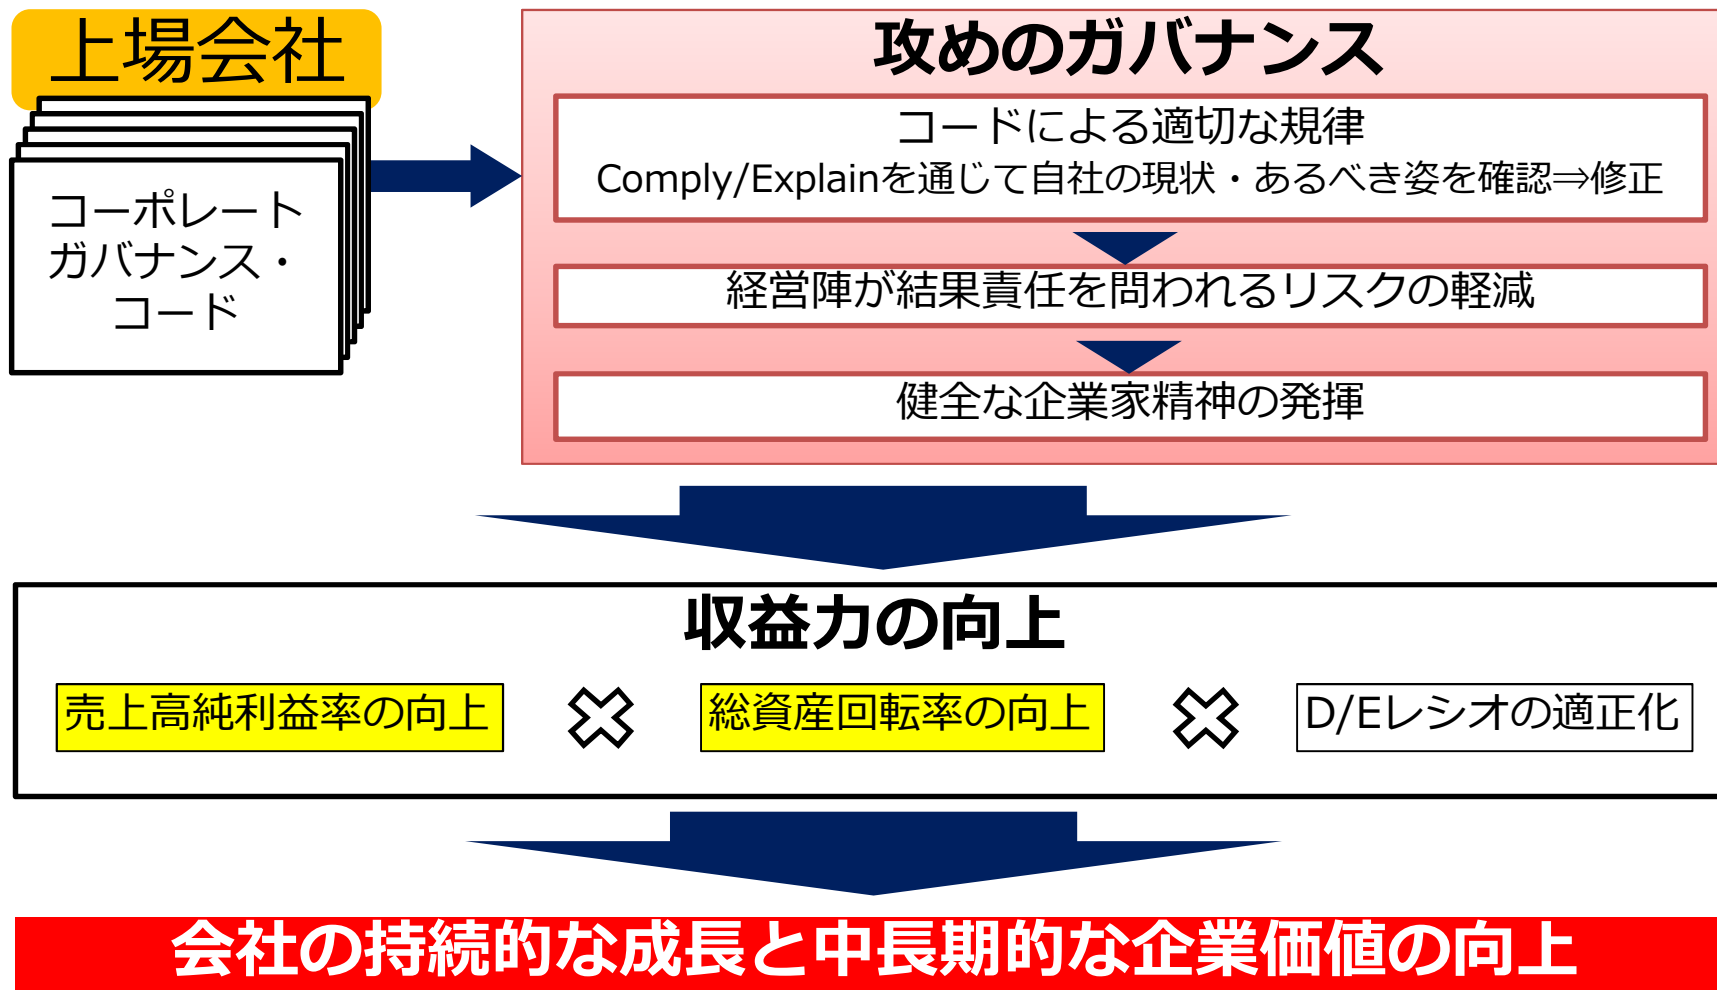 上場会社
コーポレート
ガバナンス・
コード
攻めのガバナンス
コードによる適切な規律
Comply/Explainを通じて自社の現状・あるべき姿を確認⇒修正
経営陣が結果責任を問われるリスクの軽減
健全な企業家精神の発揮
収益力の向上
売上高純利益率の向上
総資産回転率の向上
D/Eレシオの適正化
会社の持続的な成長と中長期的な企業価値の向上